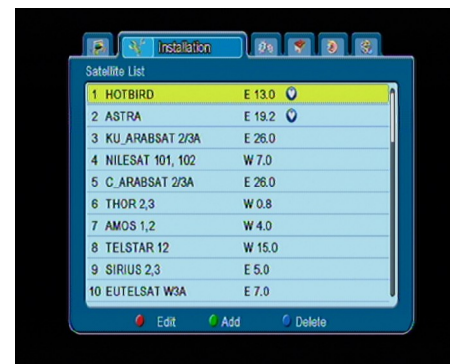 Installation
Satellite List
1 HOTBIRD E 13.0
2 ASTRA E 19.2
3 KU_ARABSAT 2/3A E 26.0
4 NILESAT 101, 102 W 7.0
5 C_ARABSAT 2/3A E 26.0
6 THOR 2,3 W 0.8
7 AMOS 1,2 W 4.0
8 TELSTAR 12 W 15.0
9 SIRIUS 2,3 E 5.0
10 EUTELSAT W3A E 7.0
Edit Add Delete